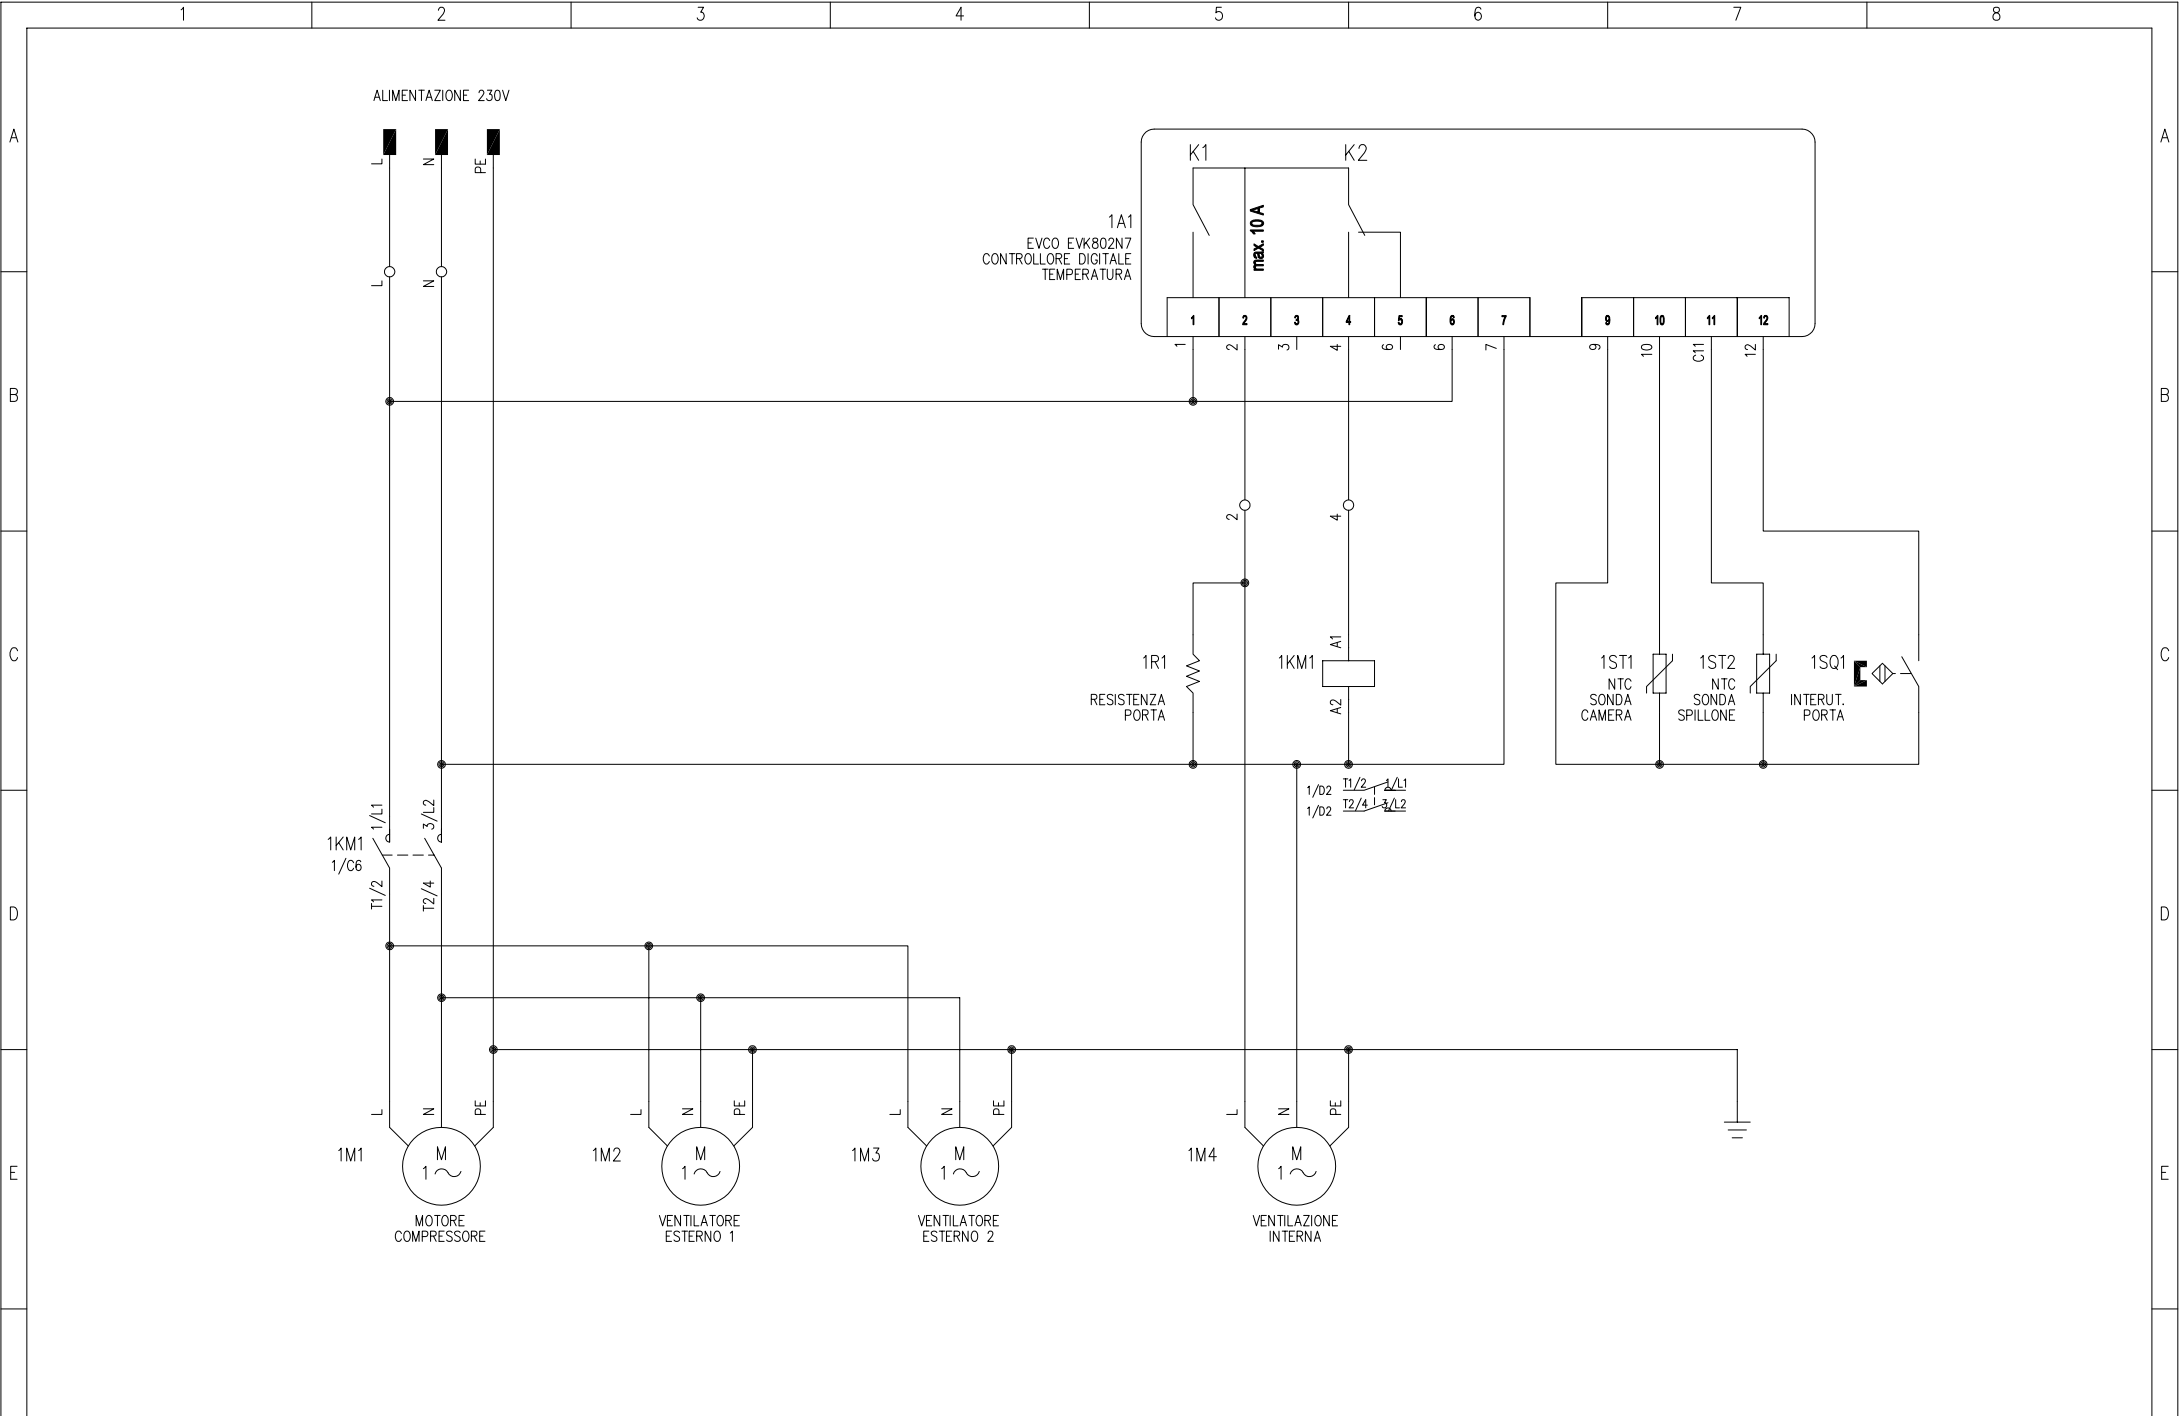 1 2 3 4 5 6 7 8
ALIMENTAZIONE 230V
A A
L N PE
K1 K2
max. 10 A
1A1
EVCO EVK802N7
CONTROLLORE DIGITALE
TEMPERATURA
L N
1 2 3 4 5 6 7 9 10 11 12
1 2 3 4 6 6 7 9 10 C11 12
B B
2 4
C C
1R1
RESISTENZA
PORTA
1KM1
A1
A2
1ST1
NTC
SONDA
CAMERA
1ST2
NTC
SONDA
SPILLONE
1SQ1
INTERUT.
PORTA
1/D2 T1/2 1/L1
1/D2 T2/4 3/L2
1/L1 3/L2
1KM1
1/C6
T1/2 T2/4
D D
L N PE L N PE L N PE L N PE
1M1
M
1
MOTORE
COMPRESSORE
1M2
M
1
VENTILATORE
ESTERNO 1
1M3
M
1
VENTILATORE
ESTERNO 2
1M4
M
1
VENTILAZIONE
INTERNA
E E